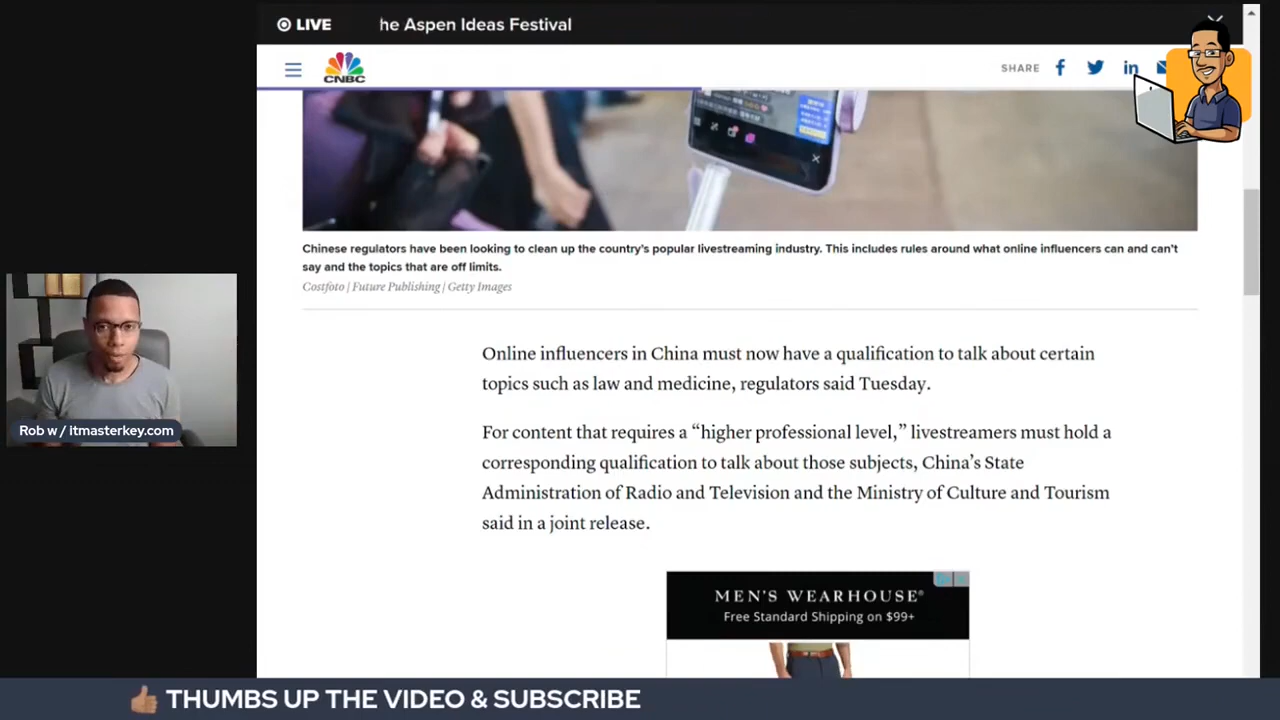 LIVE
he Aspen Ideas Festival
CNBC
SHARE
Chinese regulators have been looking to clean up the country's popular livestreaming industry. This includes rules around what online influencers can and can't
say and the topics that are off limits.
Costfoto | Future Publishing | Getty Images
Online influencers in China must now have a qualification to talk about certain
topics such as law and medicine, regulators said Tuesday.
For content that requires a “higher professional level,” livestreamers must hold a
corresponding qualification to talk about those subjects, China’s State
Administration of Radio and Television and the Ministry of Culture and Tourism
said in a joint release.
Rob w / itmasterkey.com
MEN'S WEARHOUSE®
Free Standard Shipping on $99+
THUMBS UP THE VIDEO & SUBSCRIBE